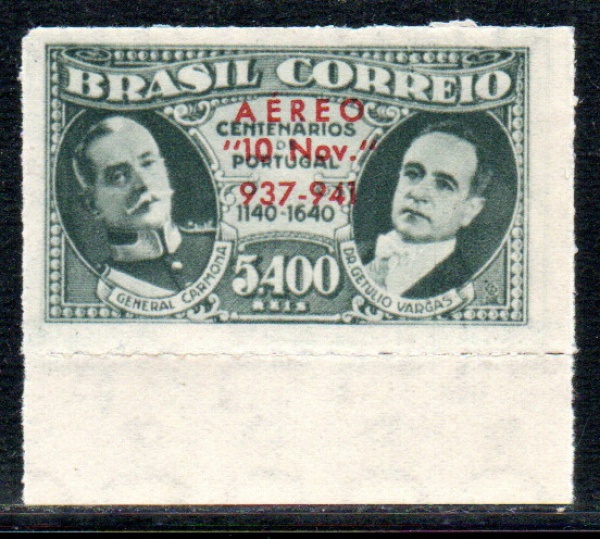 BRASIL CORREIO
AÉREO
CENTENARIOS
DE
"10 Nov."
PORTUGAL
937-941
1140-1640
GENERAL CARMONA
5.400
REIS
DR GETULIO VARGAS